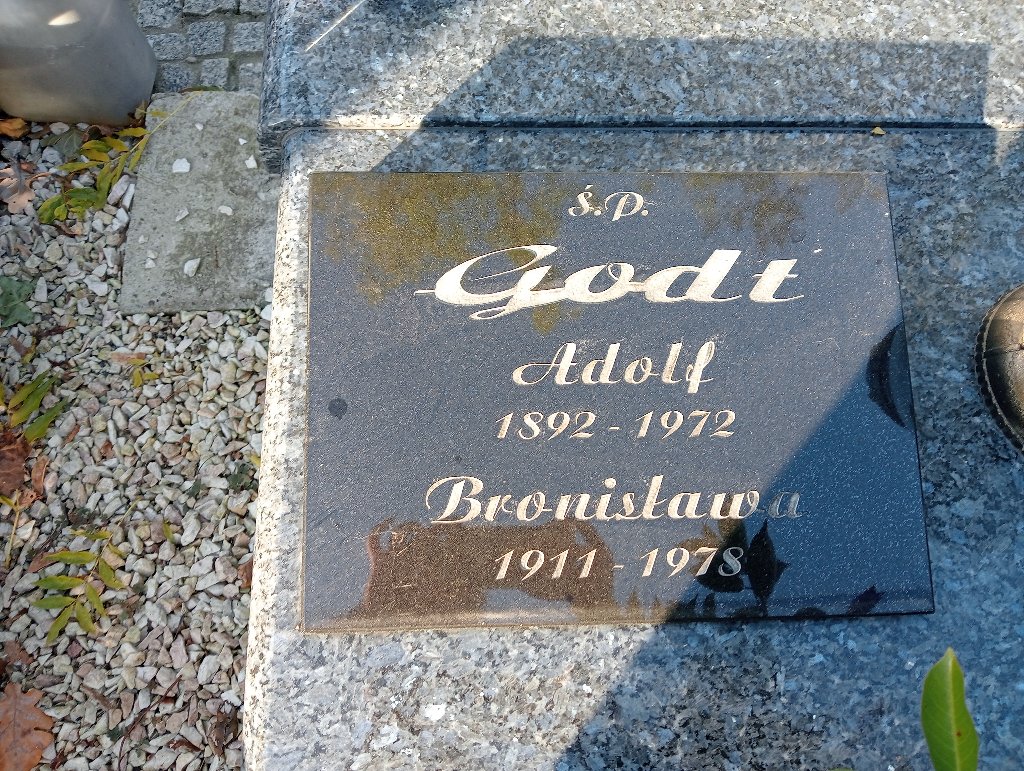 ś.p.
Godt
Adolf
1892 - 1972
Bronisława
1911 - 1978